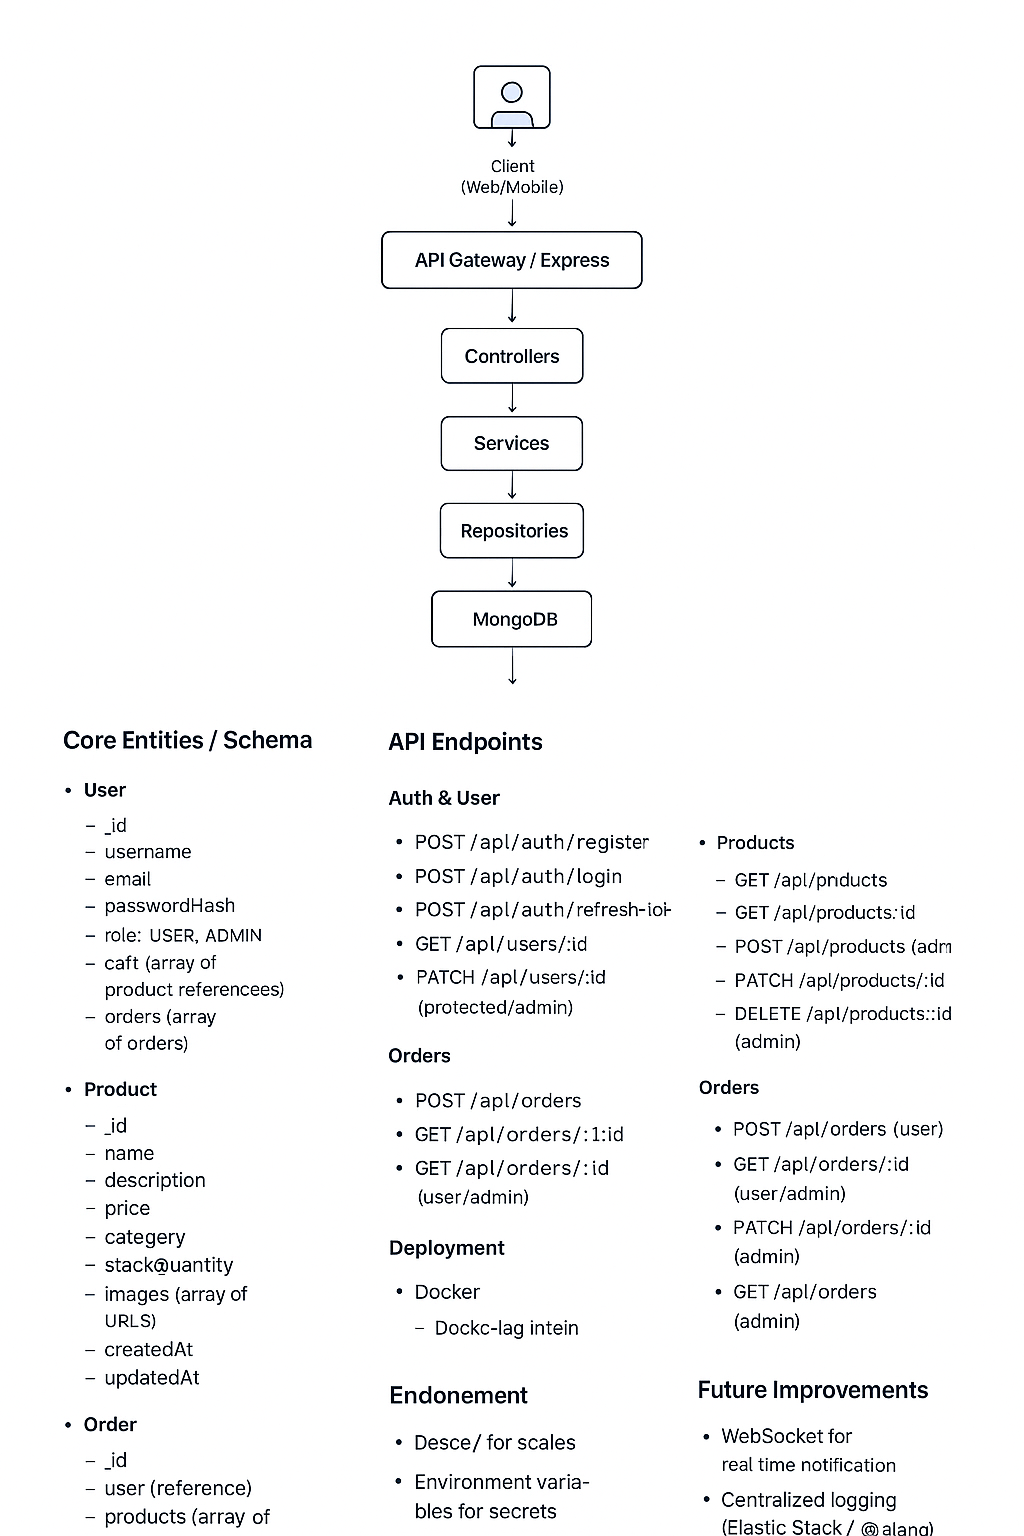 Client
(Web/Mobile)
API Gateway / Express
Controllers
Services
Repositories
MongoDB
Core Entities / Schema
• User
– _id
– username
– email
– passwordHash
– role: USER, ADMIN
– caft (array of
product referencees)
– orders (array
of orders)
• Product
– _id
– name
– description
– price
– categery
– stack@uantity
– images (array of
URLS)
– createdAt
– updatedAt
• Order
– _id
– user (reference)
– products (array of
API Endpoints
Auth & User
• POST /apl/auth/register
• POST /apl/auth/login
• POST /apl/auth/refresh-
• GET /apl/users/:id
• PATCH /apl/users/:id
(protected/admin)
Orders
• POST /apl/orders
• GET /apl/orders/:1:id
• GET /apl/orders/:id
(user/admin)
Deployment
• Docker
– Dockc-lag intein
Endonement
• Desce/ for scales
• Environment varia-
bles for secrets
• Products
– GET /apl/pnducts
– GET /apl/products:id
– POST /apl/products (adm
– PATCH /apl/products/:id
– DELETE /apl/products::id
(admin)
Orders
• POST /apl/orders (user)
• GET /apl/orders/:id
(user/admin)
• PATCH /apl/orders/:id
(admin)
• GET /apl/orders
(admin)
Future Improvements
• WebSocket for
real time notification
• Centralized logging
(Elastic Stack / @alang)